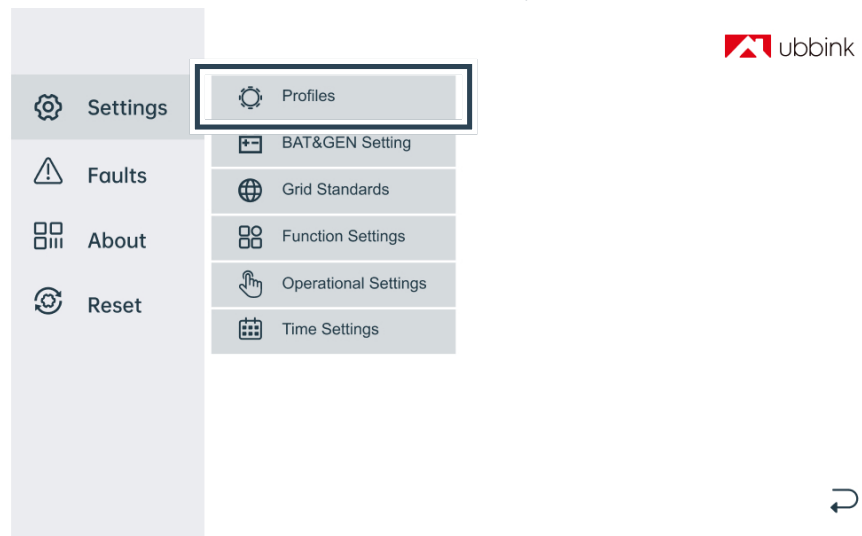 ubbink
Settings
Faults
About
Reset
Profiles
BAT&GEN Setting
Grid Standards
Function Settings
Operational Settings
Time Settings